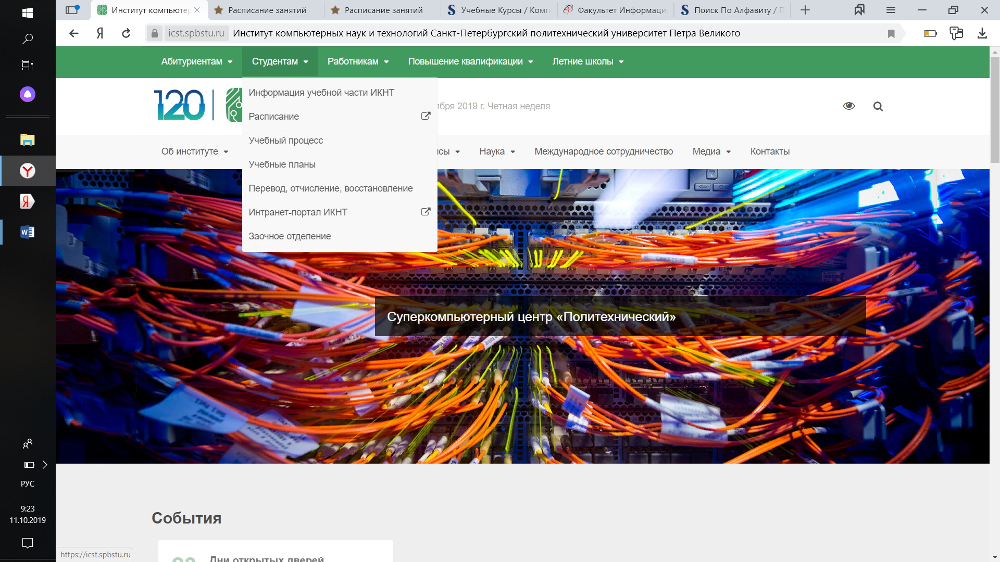 Институт компьютер
Расписание занятий
Расписание занятий
Учебные Курсы / Комп
Факультет Информаци
Поиск По Алфавиту / П
icst.spbstu.ru Институт компьютерных наук и технологий Санкт-Петербургский политехнический университет Петра Великого
Абитуриентам Студентам Работникам Повышение квалификации Летние школы
Информация учебной части ИКНТ
120
ября 2019 г. Четная неделя
Расписание
Учебный процесс
Об институте
сы Наука Международное сотрудничество Медиа Контакты
Учебные планы
Перевод, отчисление, восстановление
Интранет-портал ИКНТ
Заочное отделение
Суперкомпьютерный центр «Политехнический»
РУС
9:23
11.10.2019
События
Дни открытых дверей
https://icst.spbstu.ru